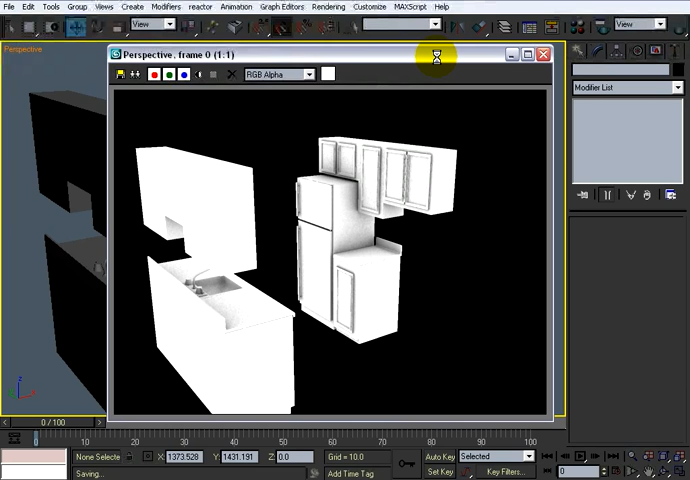 File Edit Tools Group Views Create Modifiers reactor Animation Graph Editors Rendering Customize MAXScript Help
View
View
Perspective
Perspective, frame 0 (1:1)
RGB Alpha
Modifier List
0 / 100
0 10 20 30 40 50 60 70 80 90 100
None Selecte X: 1373.528 Y: 1431.191 Z: 0.0 Grid = 10.0 Auto Key Selected
Saving... Add Time Tag Set Key Key Filters... 0